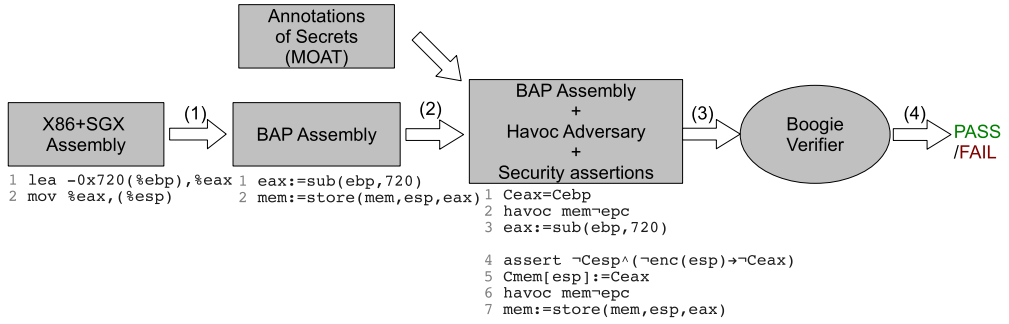 Annotations
of Secrets
(MOAT)
X86+SGX
Assembly
(1)
BAP Assembly
(2)
BAP Assembly
+
Havoc Adversary
+
Security assertions
(3)
Boogie
Verifier
(4)
PASS
/FAIL
1 lea -0x720(%ebp),%eax
2 mov %eax,(%esp)
1 eax:=sub(ebp,720)
2 mem:=store(mem,esp,eax)
1 Ceax=Cebp
2 havoc mem¬epc
3 eax:=sub(ebp,720)
4 assert ¬Cesp∧(¬enc(esp)→¬Ceax)
5 Cmem[esp]:=Ceax
6 havoc mem¬epc
7 mem:=store(mem,esp,eax)